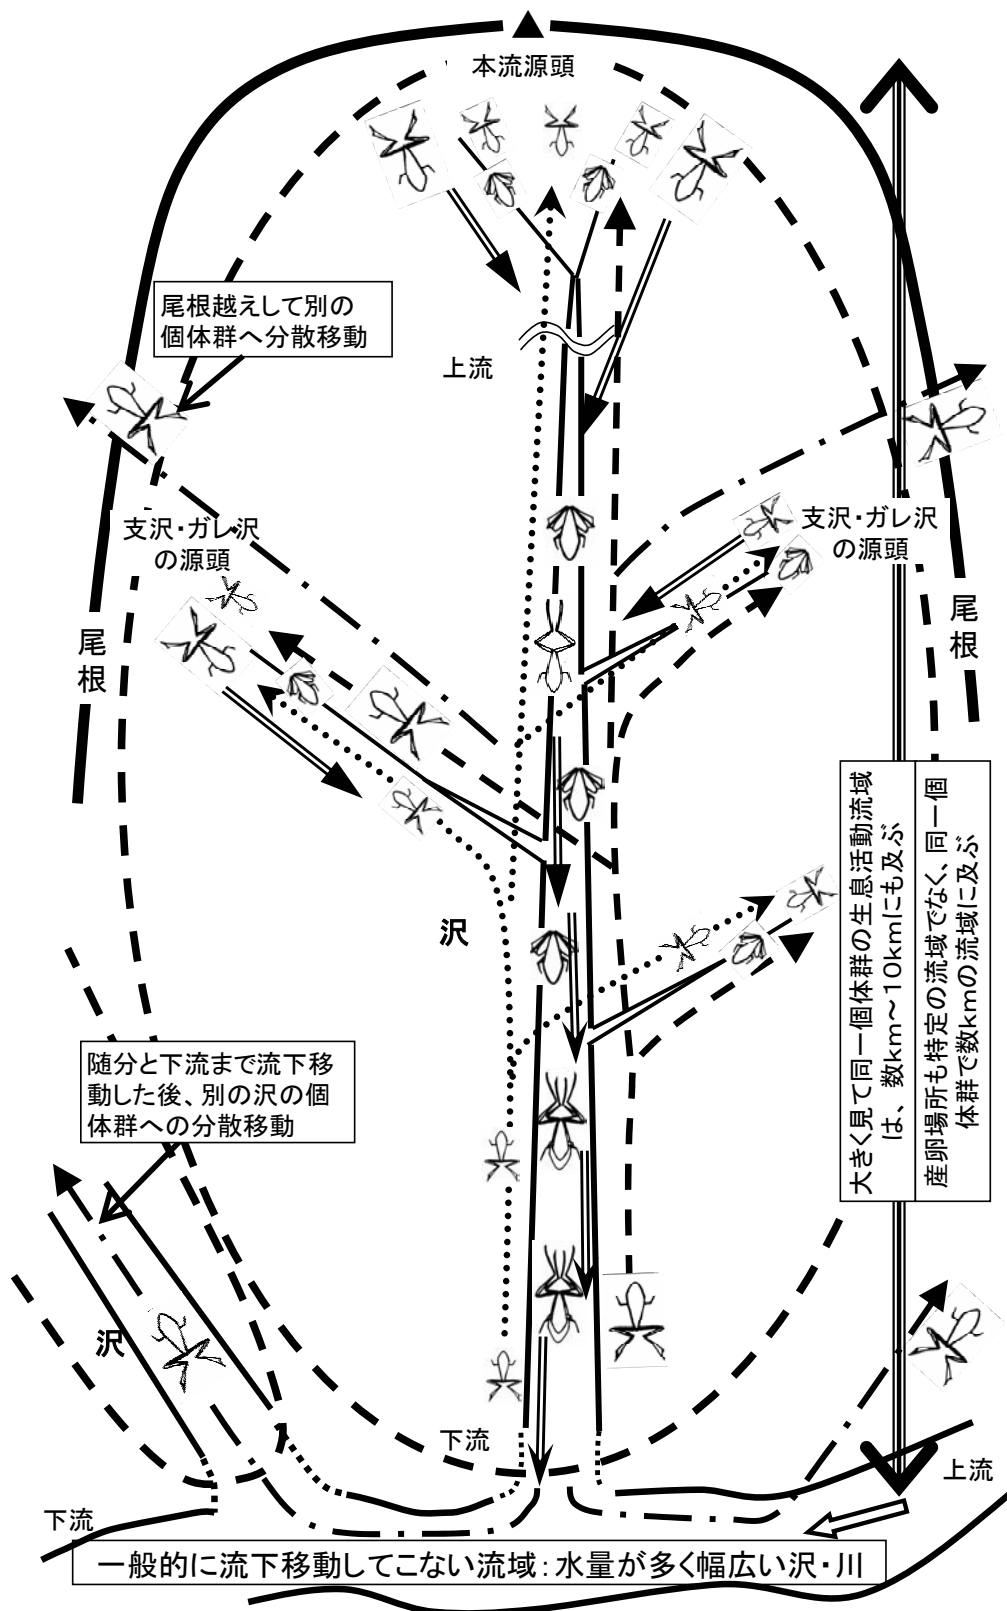 本流源頭
尾根越えして別の
個体群へ分散移動
上流
支沢・ガレ沢
の源頭
支沢・ガレ沢
の源頭
尾根
尾根
沢
大きく見て同一個体群の生息活動流域
は、数km～10kmにも及ぶ
産卵場所も特定の流域でなく、同一個
体群で数kmの流域に及ぶ
随分と下流まで流下移
動した後、別の沢の個
体群への分散移動
沢
下流
上流
下流
一般的に流下移動してこない流域：水量が多く幅広い沢・川